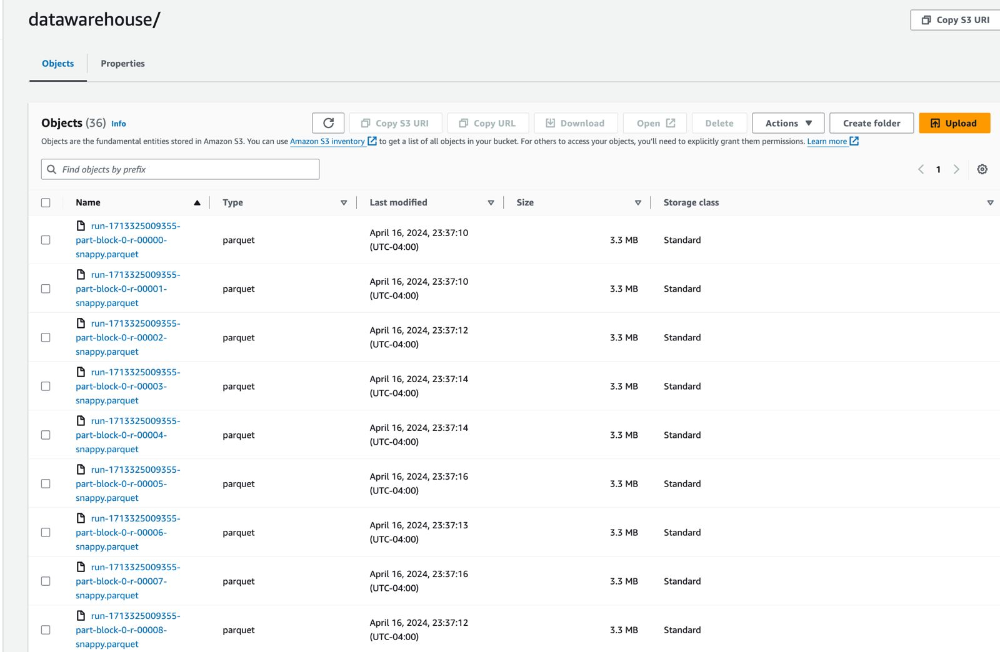 datawarehouse/
Copy S3 URI
Objects
Properties
Objects (36) Info
Copy S3 URI
Copy URL
Download
Open
Delete
Actions
Create folder
Upload
Objects are the fundamental entities stored in Amazon S3. You can use Amazon S3 inventory to get a list of all objects in your bucket. For others to access your objects, you'll need to explicitly grant them permissions. Learn more
Find objects by prefix
1
Name
Type
Last modified
Size
Storage class
run-1713325009355-
part-block-0-r-00000-
snappy.parquet
parquet
April 16, 2024, 23:37:10
(UTC-04:00)
3.3 MB
Standard
run-1713325009355-
part-block-0-r-00001-
snappy.parquet
parquet
April 16, 2024, 23:37:10
(UTC-04:00)
3.3 MB
Standard
run-1713325009355-
part-block-0-r-00002-
snappy.parquet
parquet
April 16, 2024, 23:37:12
(UTC-04:00)
3.3 MB
Standard
run-1713325009355-
part-block-0-r-00003-
snappy.parquet
parquet
April 16, 2024, 23:37:14
(UTC-04:00)
3.3 MB
Standard
run-1713325009355-
part-block-0-r-00004-
snappy.parquet
parquet
April 16, 2024, 23:37:14
(UTC-04:00)
3.3 MB
Standard
run-1713325009355-
part-block-0-r-00005-
snappy.parquet
parquet
April 16, 2024, 23:37:16
(UTC-04:00)
3.3 MB
Standard
run-1713325009355-
part-block-0-r-00006-
snappy.parquet
parquet
April 16, 2024, 23:37:13
(UTC-04:00)
3.3 MB
Standard
run-1713325009355-
part-block-0-r-00007-
snappy.parquet
parquet
April 16, 2024, 23:37:16
(UTC-04:00)
3.3 MB
Standard
run-1713325009355-
part-block-0-r-00008-
snappy.parquet
parquet
April 16, 2024, 23:37:12
(UTC-04:00)
3.3 MB
Standard